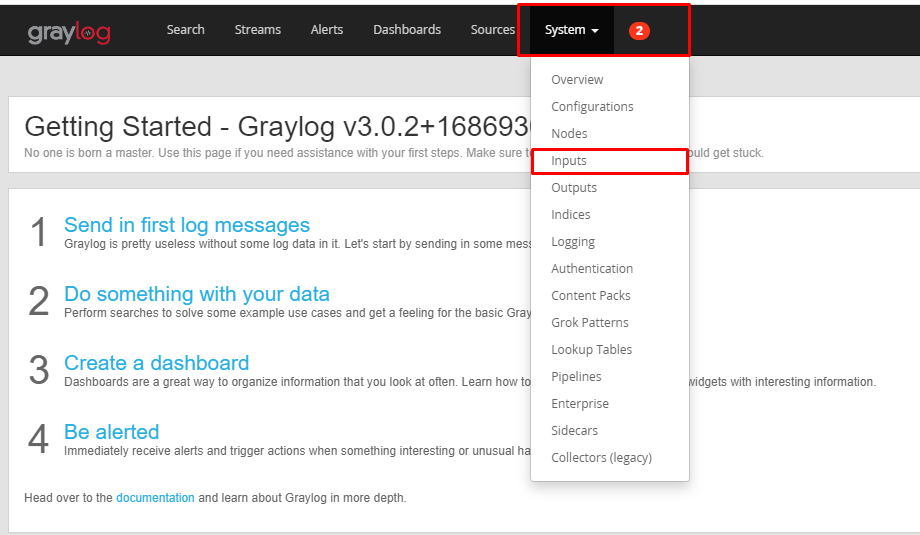 graylog
Search Streams Alerts Dashboards Sources System 2
Overview
Configurations
Nodes
Inputs
Outputs
Indices
Logging
Authentication
Content Packs
Grok Patterns
Lookup Tables
Pipelines
Enterprise
Sidecars
Collectors (legacy)
Getting Started - Graylog v3.0.2+168693
No one is born a master. Use this page if you need assistance with your first steps. Make sure ould get stuck.
1 Send in first log messages
Graylog is pretty useless without some log data in it. Let's start by sending in some mess
2 Do something with your data
Perform searches to solve some example use cases and get a feeling for the basic Gray
3 Create a dashboard
Dashboards are a great way to organize information that you look at often. Learn how to widgets with interesting information.
4 Be alerted
Immediately receive alerts and trigger actions when something interesting or unusual ha
Head over to the documentation and learn about Graylog in more depth.